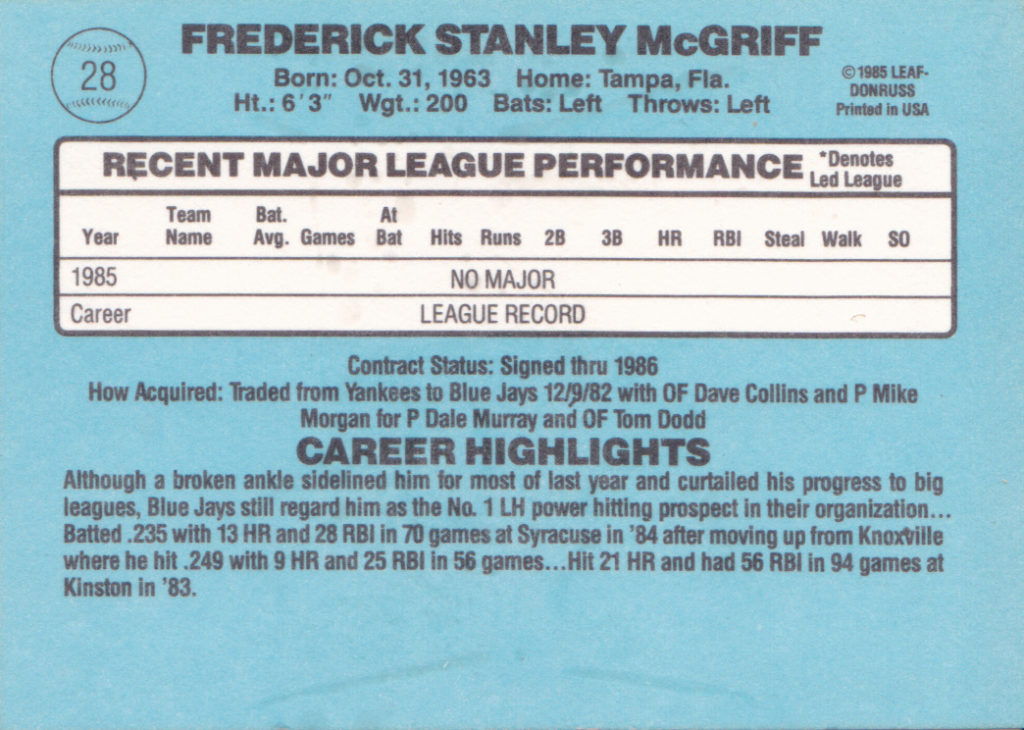 28
FREDERICK STANLEY McGRIFF
Born: Oct. 31, 1963 Home: Tampa, Fla.
Ht.: 6'3" Wgt.: 200 Bats: Left Throws: Left
©1985 LEAF-
DONRUSS
Printed in USA
RECENT MAJOR LEAGUE PERFORMANCE
*Denotes
Led League
Year Team Name Bat. Avg. Games At Bat Hits Runs 2B 3B HR RBI Steal Walk SO
1985 NO MAJOR
Career LEAGUE RECORD
Contract Status: Signed thru 1986
How Acquired: Traded from Yankees to Blue Jays 12/9/82 with OF Dave Collins and P Mike
Morgan for P Dale Murray and OF Tom Dodd
CAREER HIGHLIGHTS
Although a broken ankle sidelined him for most of last year and curtailed his progress to big
leagues, Blue Jays still regard him as the No. 1 LH power hitting prospect in their organization...
Batted .235 with 13 HR and 28 RBI in 70 games at Syracuse in '84 after moving up from Knoxville
where he hit .249 with 9 HR and 25 RBI in 56 games...Hit 21 HR and had 56 RBI in 94 games at
Kinston in '83.